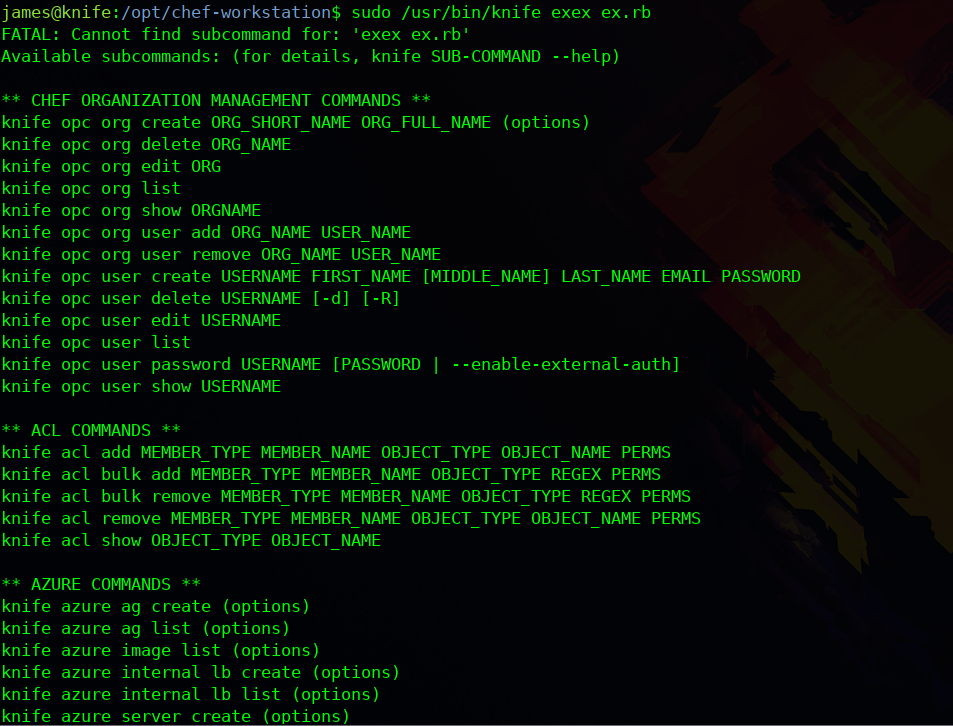 james@knife:/opt/chef-workstation$ sudo /usr/bin/knife exex ex.rb
FATAL: Cannot find subcommand for: 'exex ex.rb'
Available subcommands: (for details, knife SUB-COMMAND --help)

** CHEF ORGANIZATION MANAGEMENT COMMANDS **
knife opc org create ORG_SHORT_NAME ORG_FULL_NAME (options)
knife opc org delete ORG_NAME
knife opc org edit ORG
knife opc org list
knife opc org show ORGNAME
knife opc org user add ORG_NAME USER_NAME
knife opc org user remove ORG_NAME USER_NAME
knife opc user create USERNAME FIRST_NAME [MIDDLE_NAME] LAST_NAME EMAIL PASSWORD
knife opc user delete USERNAME [-d] [-R]
knife opc user edit USERNAME
knife opc user list
knife opc user password USERNAME [PASSWORD | --enable-external-auth]
knife opc user show USERNAME

** ACL COMMANDS **
knife acl add MEMBER_TYPE MEMBER_NAME OBJECT_TYPE OBJECT_NAME PERMS
knife acl bulk add MEMBER_TYPE MEMBER_NAME OBJECT_TYPE REGEX PERMS
knife acl bulk remove MEMBER_TYPE MEMBER_NAME OBJECT_TYPE REGEX PERMS
knife acl remove MEMBER_TYPE MEMBER_NAME OBJECT_TYPE OBJECT_NAME PERMS
knife acl show OBJECT_TYPE OBJECT_NAME

** AZURE COMMANDS **
knife azure ag create (options)
knife azure ag list (options)
knife azure image list (options)
knife azure internal lb create (options)
knife azure internal lb list (options)
knife azure server create (options)